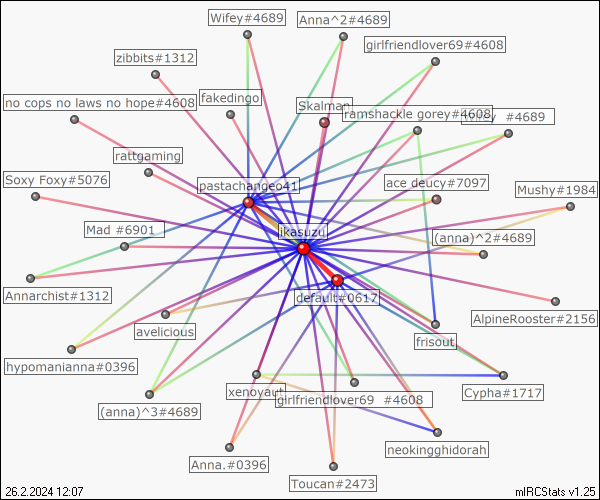 Wifey#4689
Anna^2#4689
girlfriendlover69#4608
zibbits#1312
no cops no laws no hope#4608
fakedingo
Skalman
ramshackle gorey#4608
#4689
rattgaming
Soxy Foxy#5076
pastachangeo41
ace deucy#7097
Mushy#1984
Mad #6901
ikasuzu
(anna)^2#4689
Annarchist#1312
default#0617
AlpineRooster#2156
avelicious
frisout
hypomanianna#0396
xenoyaut
girlfriendlover69 #4608
Cypha#1717
(anna)^3#4689
neokingghidorah
Anna.#0396
Toucan#2473
26.2.2024 12:07
mIRCStats v1.25